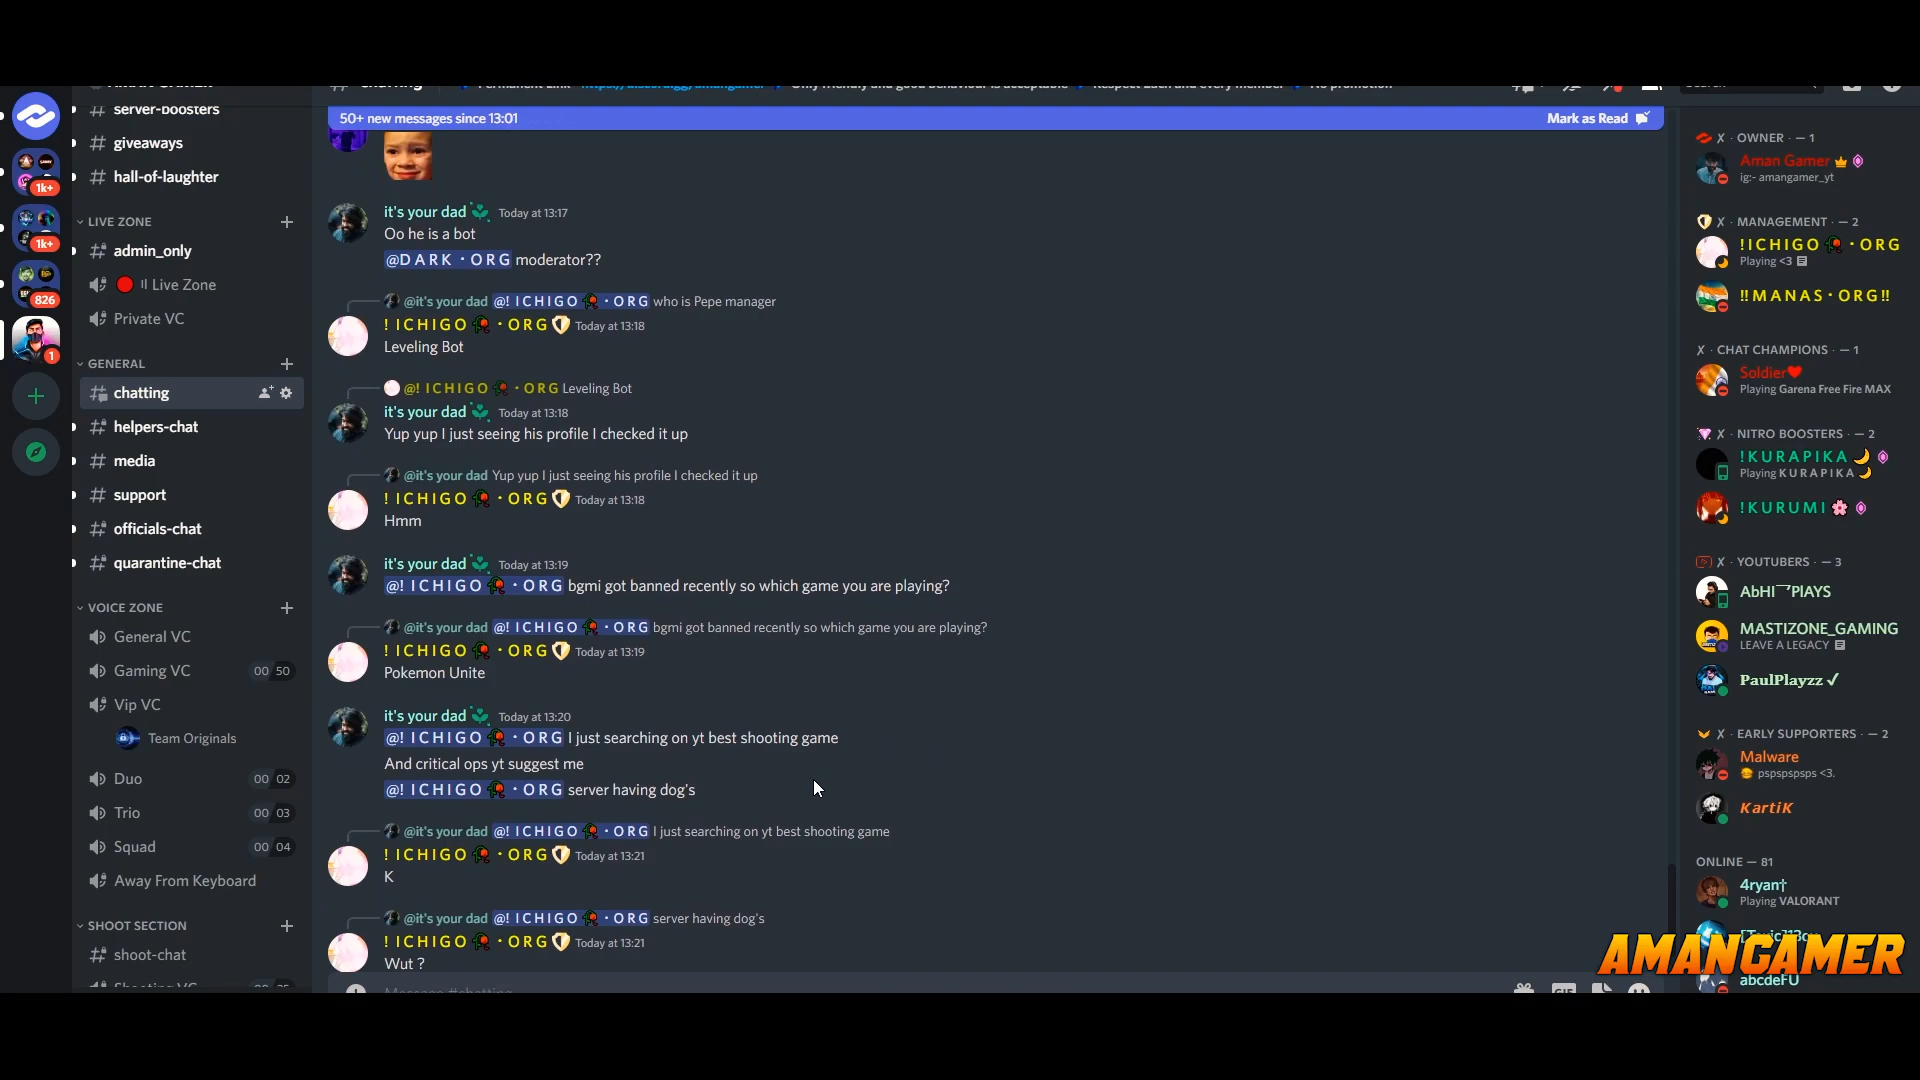 server-boosters
giveaways
hall-of-laughter
LIVE ZONE
admin_only
II Live Zone
Private VC
GENERAL
chatting
helpers-chat
media
support
officials-chat
quarantine-chat
VOICE ZONE
General VC
Gaming VC 00 50
Vip VC
Team Originals
Duo 00 02
Trio 00 03
Squad 00 04
Away From Keyboard
SHOOT SECTION
shoot-chat
1k+
1k+
826
1
50+ new messages since 13:01 Mark as Read
it's your dad Today at 13:17
Oo he is a bot
@D A R K • O R G moderator??
@it's your dad @! I C H I G O • O R G who is Pepe manager
! I C H I G O • O R G Today at 13:18
Leveling Bot
@! I C H I G O • O R G Leveling Bot
it's your dad Today at 13:18
Yup yup I just seeing his profile I checked it up
@it's your dad Yup yup I just seeing his profile I checked it up
! I C H I G O • O R G Today at 13:18
Hmm
it's your dad Today at 13:19
@! I C H I G O • O R G bgmi got banned recently so which game you are playing?
@it's your dad @! I C H I G O • O R G bgmi got banned recently so which game you are playing?
! I C H I G O • O R G Today at 13:19
Pokemon Unite
it's your dad Today at 13:20
@! I C H I G O • O R G I just searching on yt best shooting game
And critical ops yt suggest me
@! I C H I G O • O R G server having dog's
@it's your dad @! I C H I G O • O R G I just searching on yt best shooting game
! I C H I G O • O R G Today at 13:21
K
@it's your dad @! I C H I G O • O R G server having dog's
! I C H I G O • O R G Today at 13:21
Wut ?
X · OWNER · — 1
Aman Gamer
ig:- amangamer_yt
X · MANAGEMENT · — 2
! I C H I G O • O R G
Playing <3
!! M A N A S • O R G !!
X · CHAT CHAMPIONS · — 1
Soldier
Playing Garena Free Fire MAX
X · NITRO BOOSTERS · — 2
! K U R A P I K A
Playing K U R A P I K A
! K U R U M I
X · YOUTUBERS · — 3
MASTIZONE_GAMING
LEAVE A LEGACY
PaulPlayzz ✓
X · EARLY SUPPORTERS · — 2
Malware
pspspspsps <3.
KartiK
ONLINE — 81
4ryan†
Playing VALORANT
AMANGAMER
abcdeFU